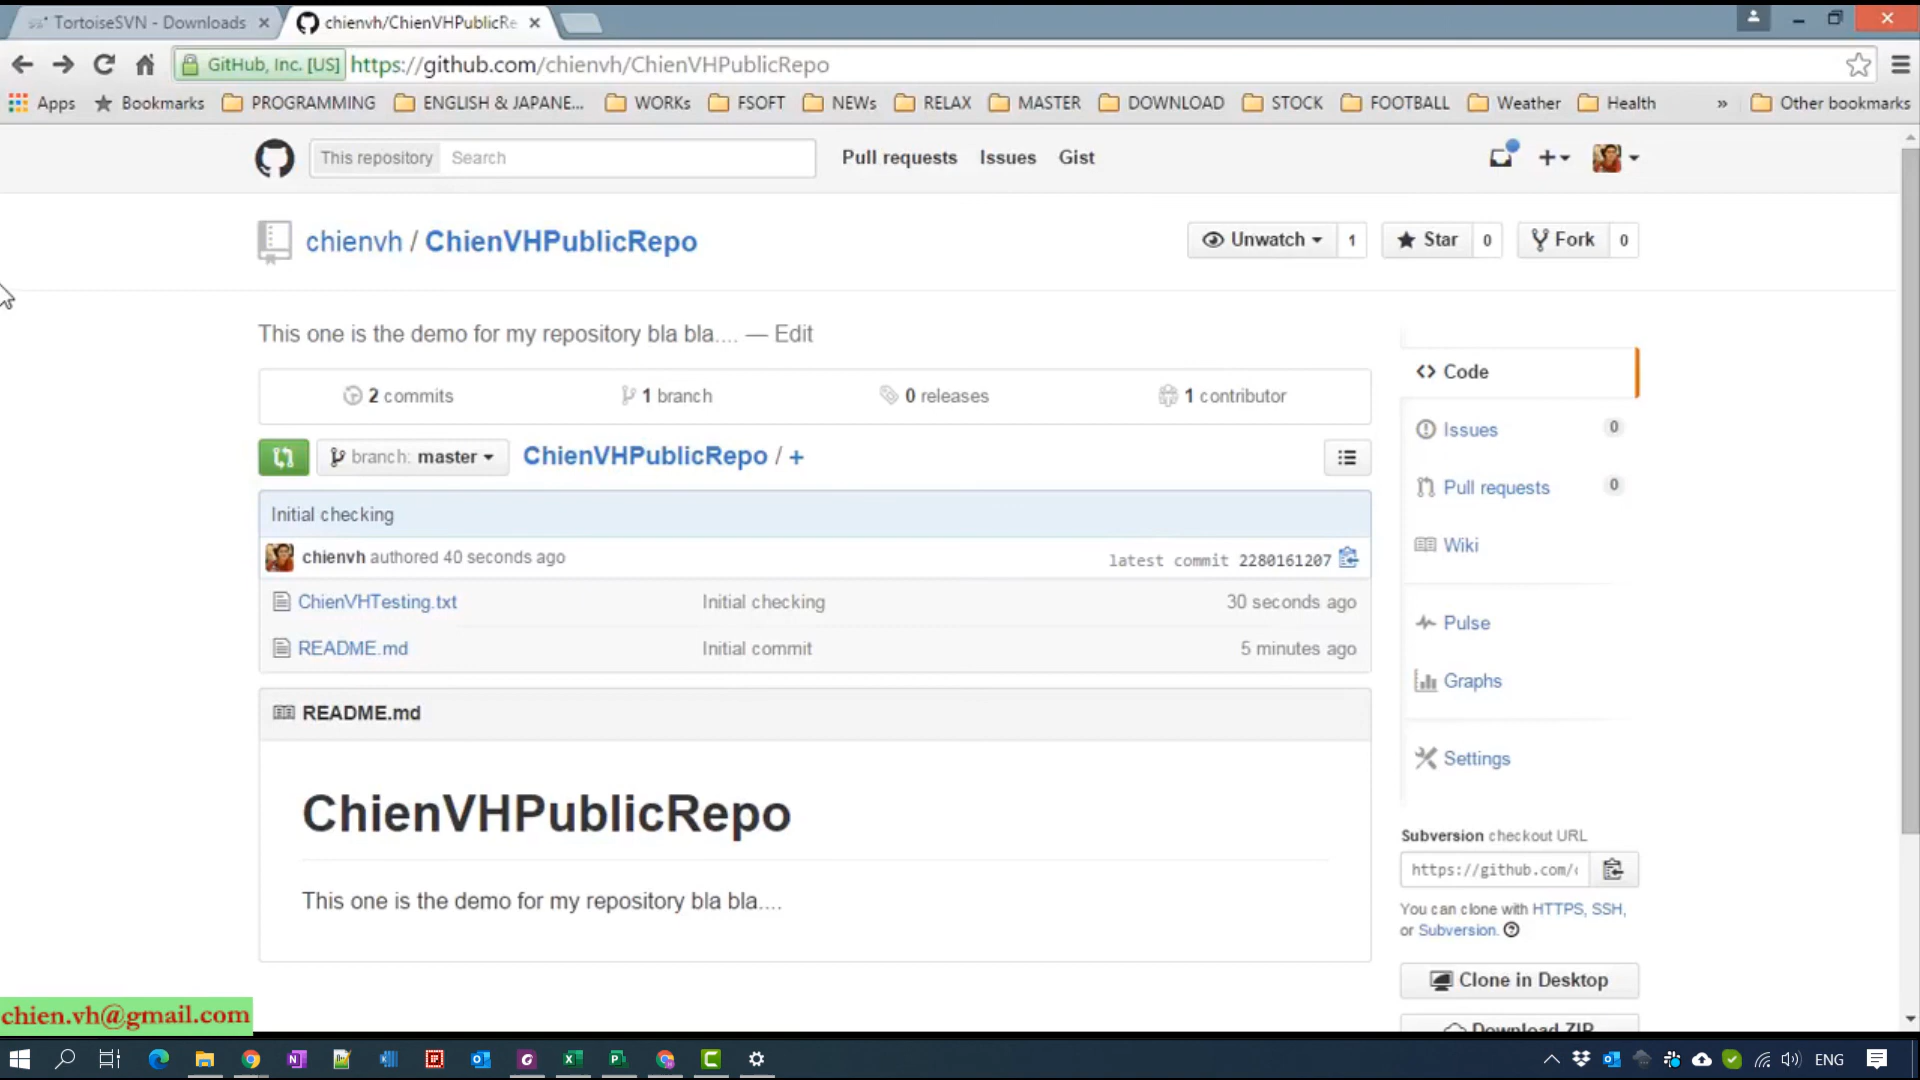 TortoiseSVN - Downloads
chienvh/ChienVHPublicRe
GitHub, Inc. [US] https://github.com/chienvh/ChienVHPublicRepo
Apps Bookmarks PROGRAMMING ENGLISH & JAPANE... WORKs FSOFT NEWs RELAX MASTER DOWNLOAD STOCK FOOTBALL Weather Health » Other bookmarks
This repository Search Pull requests Issues Gist
chienvh / ChienVHPublicRepo
Unwatch 1 Star 0 Fork 0
This one is the demo for my repository bla bla.... — Edit
2 commits 1 branch 0 releases 1 contributor
branch: master ChienVHPublicRepo / +
Initial checking
chienvh authored 40 seconds ago latest commit 2280161207
ChienVHTesting.txt Initial checking 30 seconds ago
README.md Initial commit 5 minutes ago
README.md
ChienVHPublicRepo
This one is the demo for my repository bla bla....
Code
Issues 0
Pull requests 0
Wiki
Pulse
Graphs
Settings
Subversion checkout URL
https://github.com/
You can clone with HTTPS, SSH,
or Subversion.
Clone in Desktop
Download ZIP
chien.vh@gmail.com
ENG